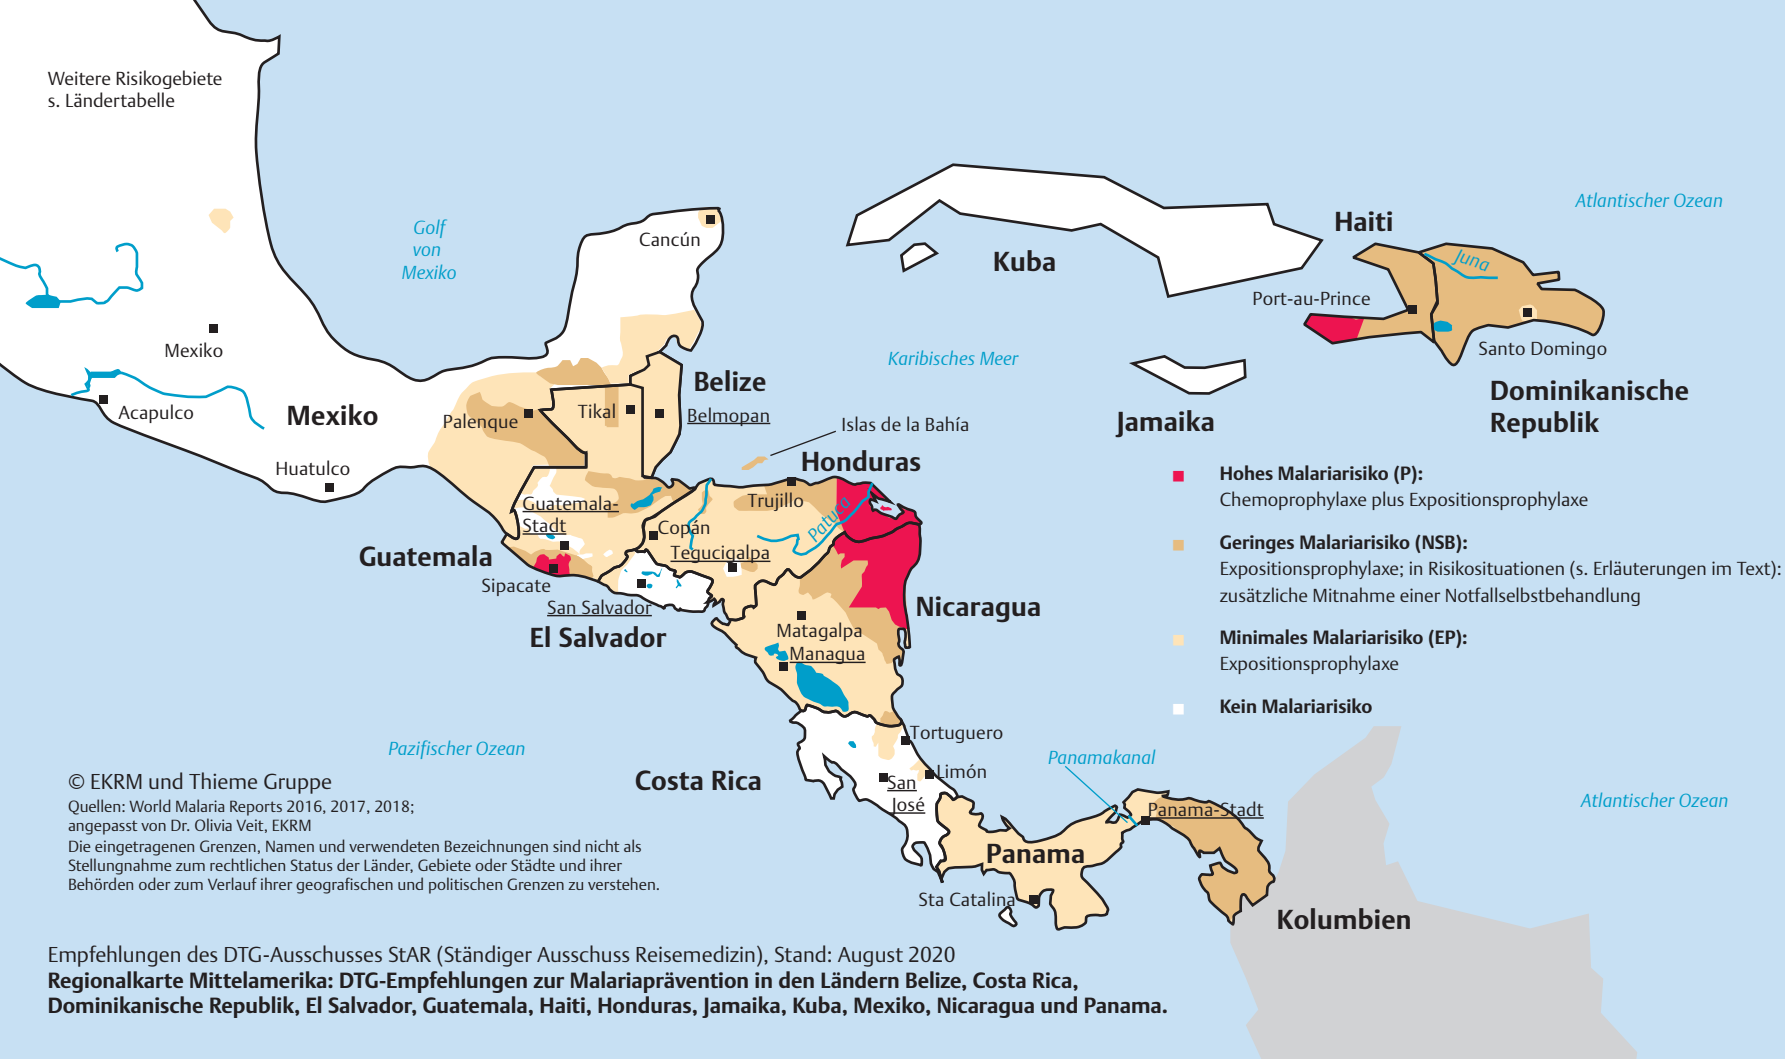 Weitere Risikogebiete
s. Ländertabelle
Golf
von
Mexiko
Cancún
Kuba
Haiti
Atlantischer Ozean
Juna
Port-au-Prince
Santo Domingo
Dominikanische
Republik
Karibisches Meer
Jamaika
Mexiko
Acapulco
Mexiko
Huatulco
Palenque
Tikal
Belize
Belmopan
Islas de la Bahía
Honduras
Trujillo
Patuca
Guatemala-
Stadt
Copán
Tegucigalpa
Guatemala
Sipacate
San Salvador
El Salvador
Nicaragua
Matagalpa
Managua
Hohes Malariarisiko (P):
Chemoprophylaxe plus Expositionsprophylaxe
Geringes Malariarisiko (NSB):
Expositionsprophylaxe; in Risikosituationen (s. Erläuterungen im Text):
zusätzliche Mitnahme einer Notfallselbstbehandlung
Minimales Malariarisiko (EP):
Expositionsprophylaxe
Kein Malariarisiko
Pazifischer Ozean
Costa Rica
Tortuguero
Limón
San
José
Panamakanal
Panama-Stadt
Panama
Sta Catalina
Kolumbien
Atlantischer Ozean
© EKRM und Thieme Gruppe
Quellen: World Malaria Reports 2016, 2017, 2018;
angepasst von Dr. Olivia Veit, EKRM
Die eingetragenen Grenzen, Namen und verwendeten Bezeichnungen sind nicht als
Stellungnahme zum rechtlichen Status der Länder, Gebiete oder Städte und ihrer
Behörden oder zum Verlauf ihrer geografischen und politischen Grenzen zu verstehen.
Empfehlungen des DTG-Ausschusses StAR (Ständiger Ausschuss Reisemedizin), Stand: August 2020
Regionalkarte Mittelamerika: DTG-Empfehlungen zur Malariaprävention in den Ländern Belize, Costa Rica,
Dominikanische Republik, El Salvador, Guatemala, Haiti, Honduras, Jamaika, Kuba, Mexiko, Nicaragua und Panama.